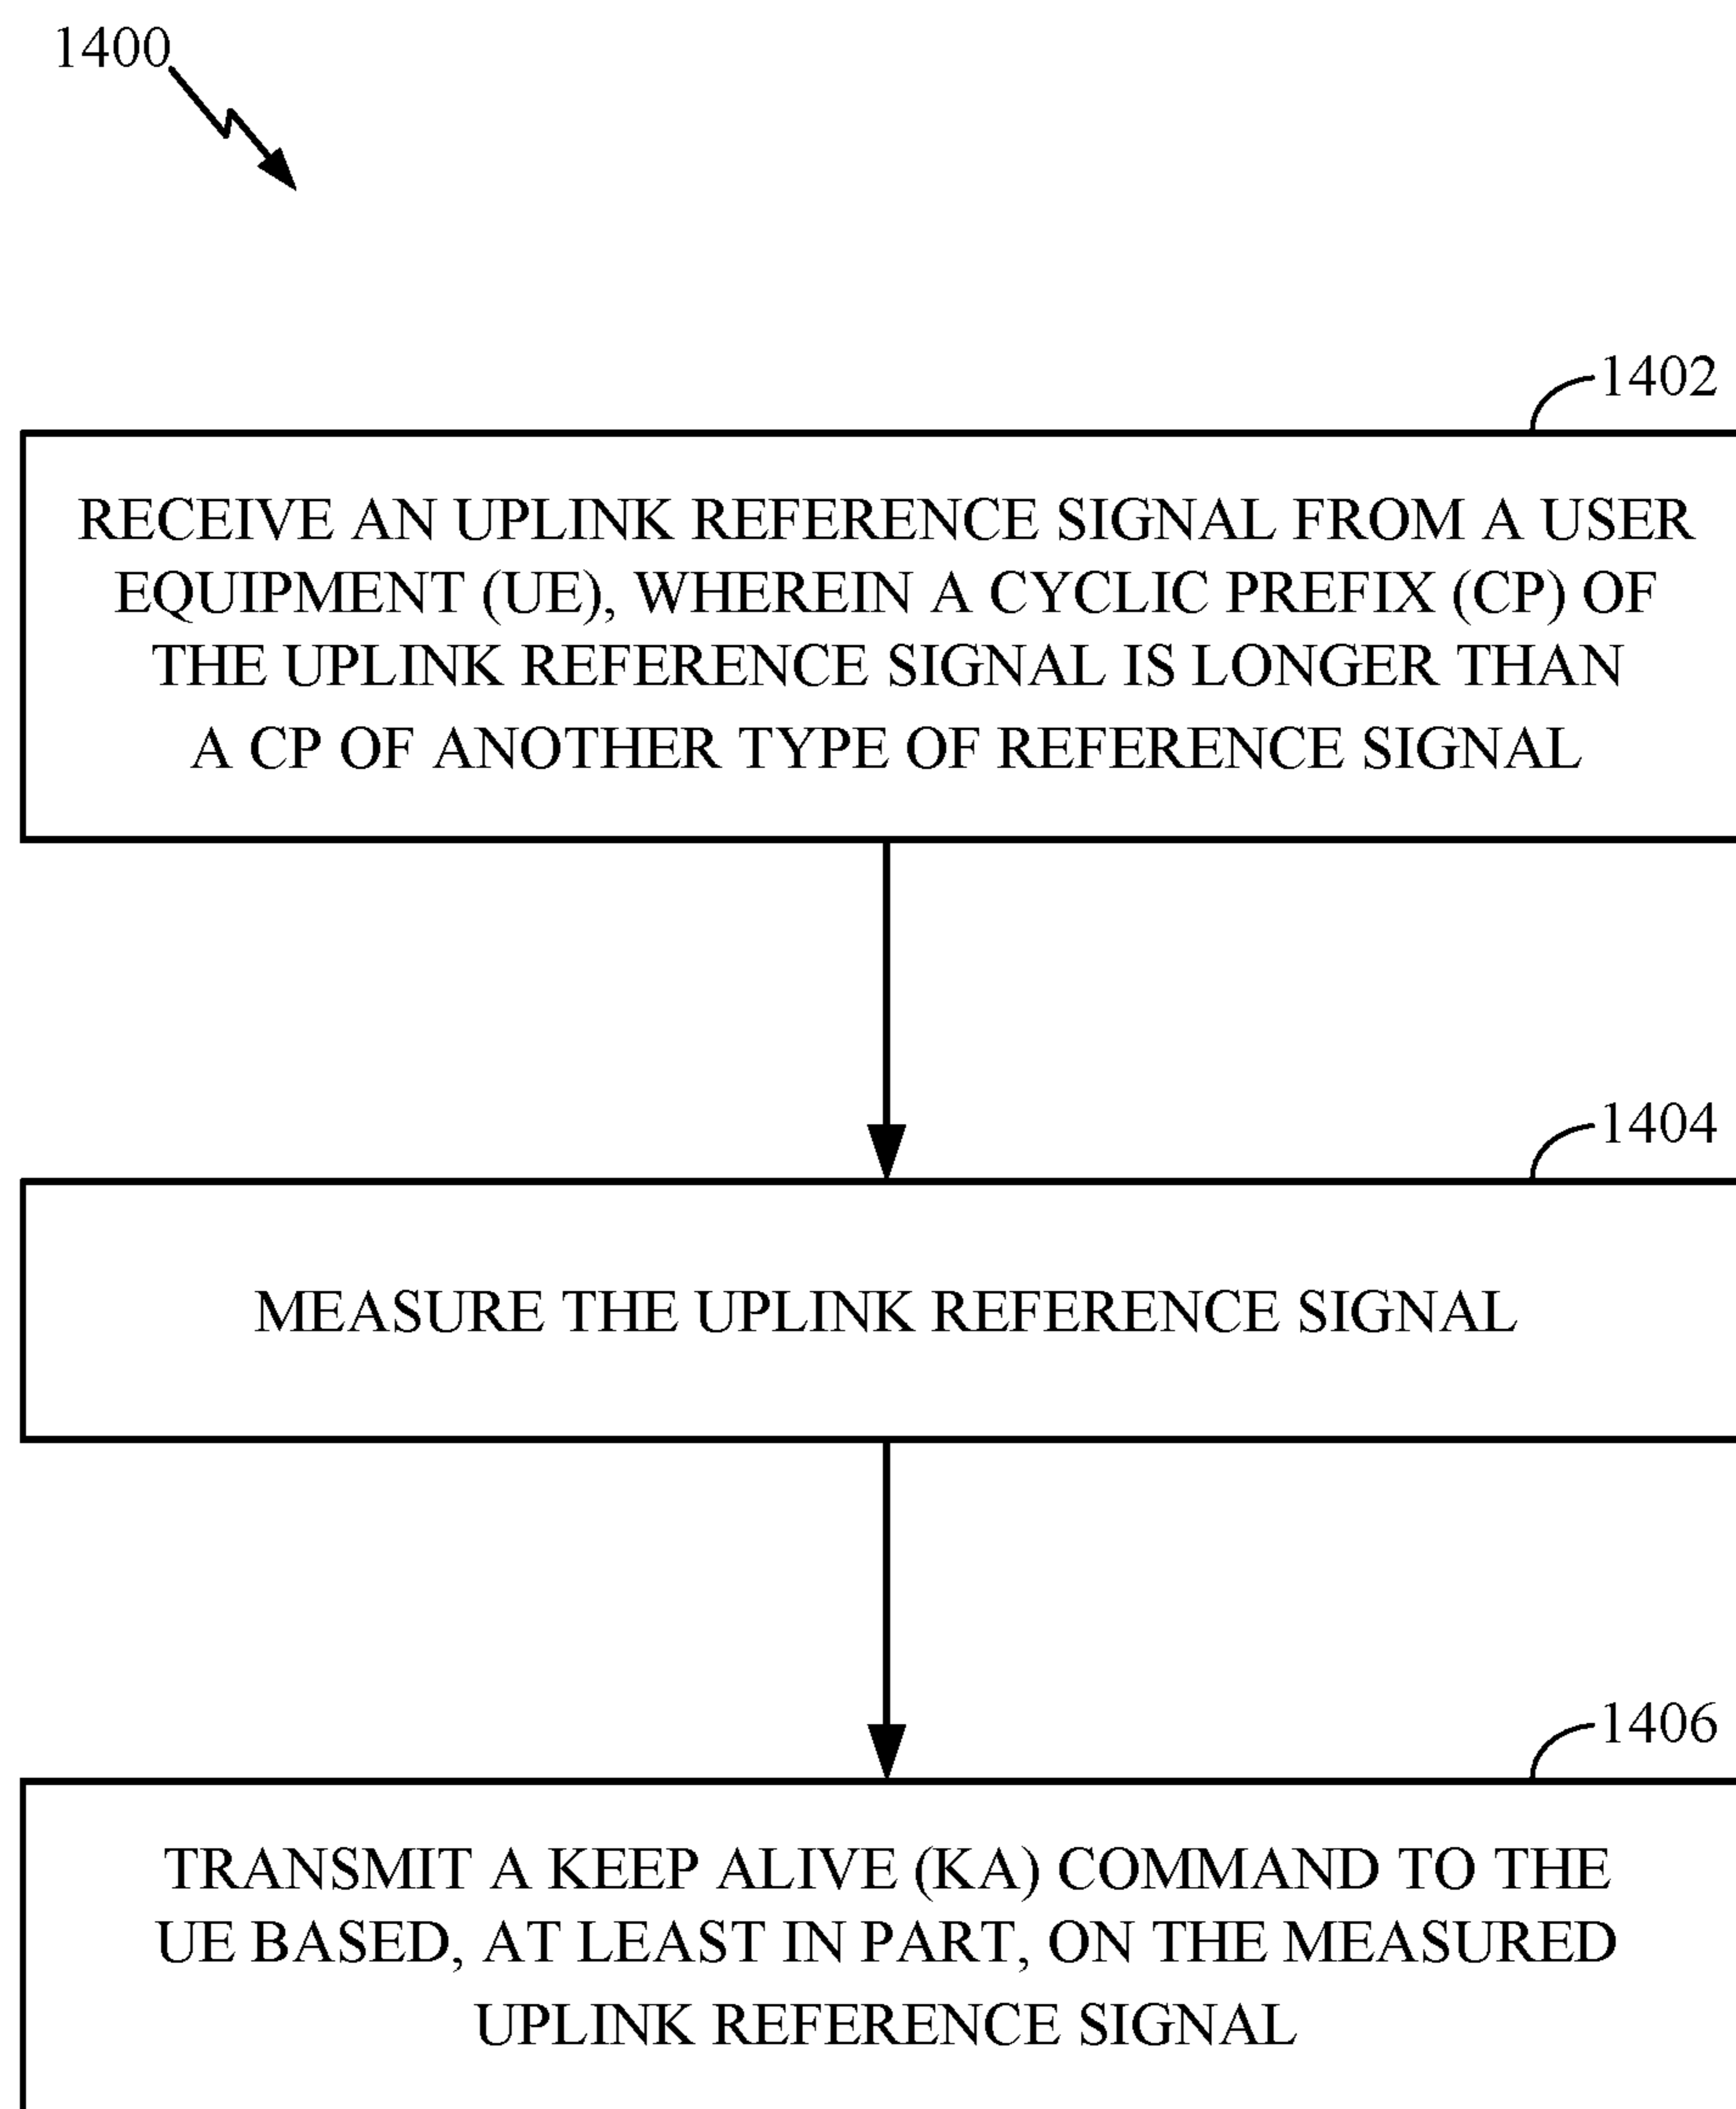 1400
1402
RECEIVE AN UPLINK REFERENCE SIGNAL FROM A USER
EQUIPMENT (UE), WHEREIN A CYCLIC PREFIX (CP) OF
THE UPLINK REFERENCE SIGNAL IS LONGER THAN
A CP OF ANOTHER TYPE OF REFERENCE SIGNAL
1404
MEASURE THE UPLINK REFERENCE SIGNAL
1406
TRANSMIT A KEEP ALIVE (KA) COMMAND TO THE
UE BASED, AT LEAST IN PART, ON THE MEASURED
UPLINK REFERENCE SIGNAL